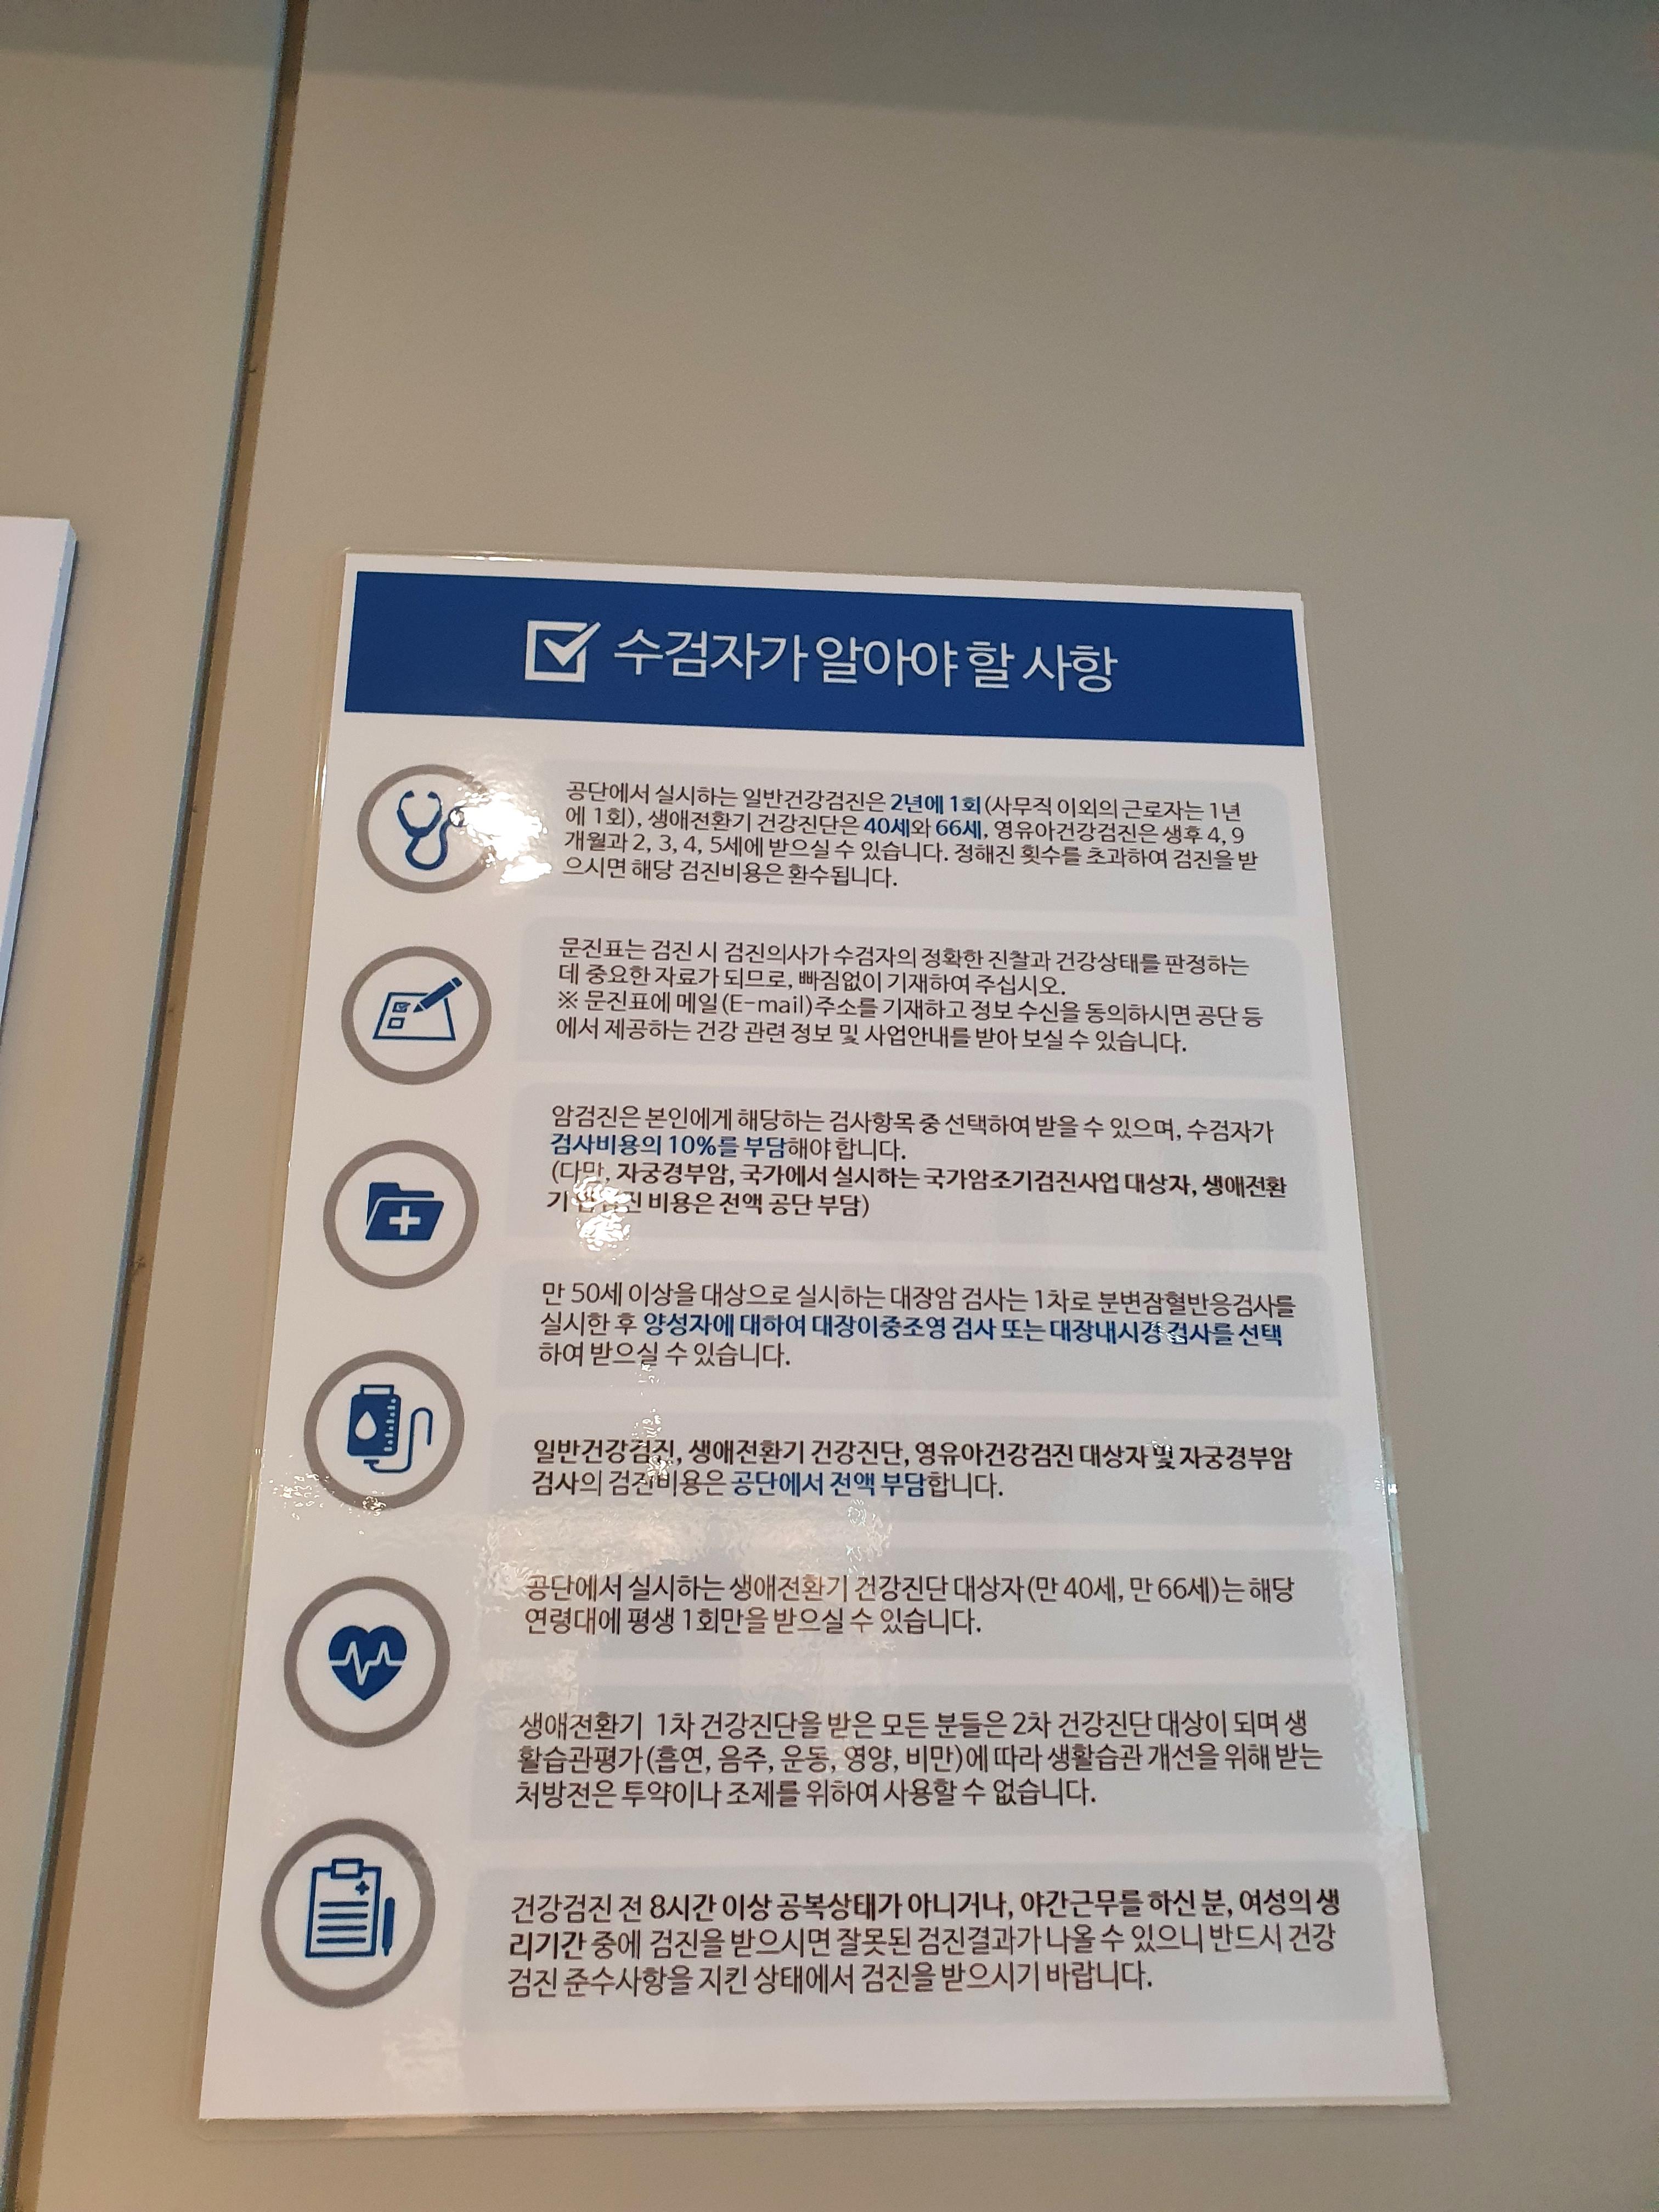 수검자가 알아야 할 사항
공단에서 실시하는 일반건강검진은 2년에 1회(사무직 이외의 근로자는 1년
에 1회), 생애전환기 건강진단은 40세와 66세, 영유아건강검진은 생후 4, 9
개월과 2, 3, 4, 5세에 받으실 수 있습니다. 정해진 횟수를 초과하여 검진을 받
으시면 해당 검진비용은 환수됩니다.
문진표는 검진 시 검진의사가 수검자의 정확한 진찰과 건강상태를 판정하는
데 중요한 자료가 되므로, 빠짐없이 기재하여 주십시오.
※ 문진표에 메일(E-mail)주소를 기재하고 정보 수신을 동의하시면 공단 등
에서 제공하는 건강 관련 정보 및 사업안내를 받아 보실 수 있습니다.
암검진은 본인에게 해당하는 검사항목 중 선택하여 받을 수 있으며, 수검자가
검사비용의 10%를 부담해야 합니다.
(다만, 자궁경부암, 국가에서 실시하는 국가암조기검진사업 대상자, 생애전환
기 암검진 비용은 전액 공단 부담)
만 50세 이상을 대상으로 실시하는 대장암 검사는 1차로 분변잠혈반응검사를
실시한 후 양성자에 대하여 대장이중조영 검사 또는 대장내시경 검사를 선택
하여 받으실 수 있습니다.
일반건강검진, 생애전환기 건강진단, 영유아건강검진 대상자 및 자궁경부암
검사의 검진비용은 공단에서 전액 부담합니다.
공단에서 실시하는 생애전환기 건강진단 대상자(만 40세, 만 66세)는 해당
연령대에 평생 1회만을 받으실 수 있습니다.
생애전환기 1차 건강진단을 받은 모든 분들은 2차 건강진단 대상이 되며 생
활습관평가(흡연, 음주, 운동, 영양, 비만)에 따라 생활습관 개선을 위해 받는
처방전은 투약이나 조제를 위하여 사용할 수 없습니다.
건강검진 전 8시간 이상 공복상태가 아니거나, 야간근무를 하신 분, 여성의 생
리기간 중에 검진을 받으시면 잘못된 검진결과가 나올 수 있으니 반드시 건강
검진 준수사항을 지킨 상태에서 검진을 받으시기 바랍니다.